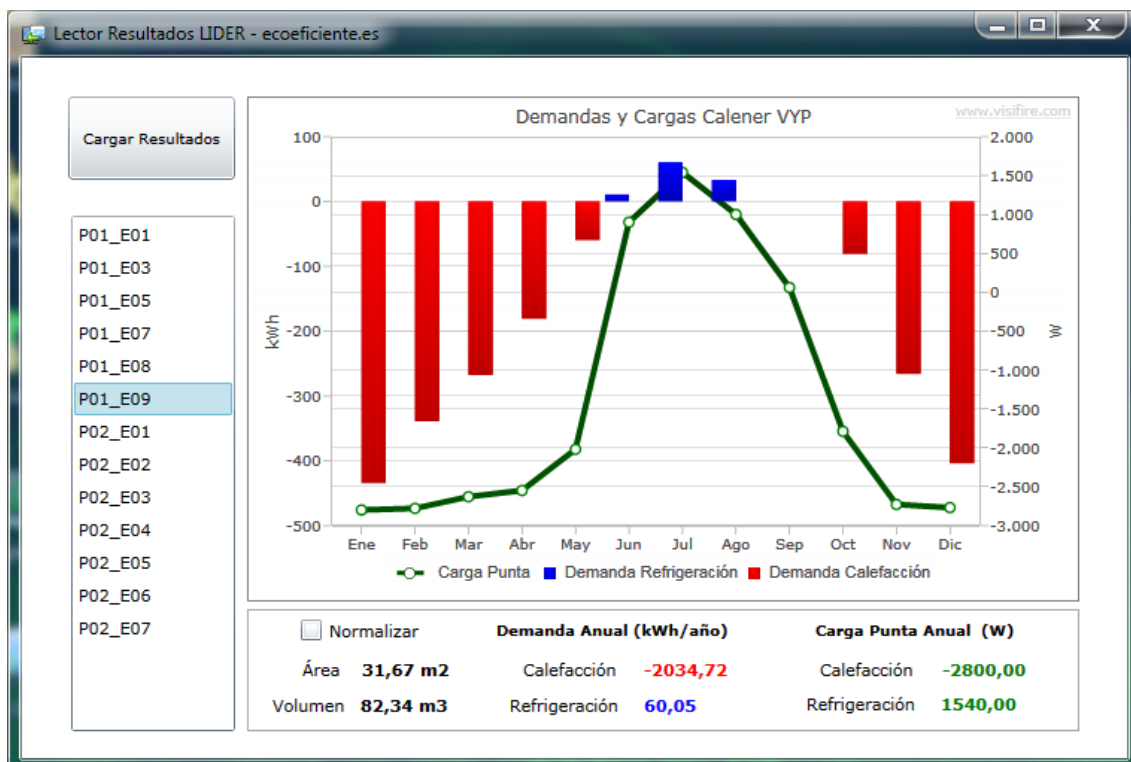 Lector Resultados LIDER - ecoeficiente.es
Cargar Resultados
P01_E01
P01_E03
P01_E05
P01_E07
P01_E08
P01_E09
P02_E01
P02_E02
P02_E03
P02_E04
P02_E05
P02_E06
P02_E07
Demandas y Cargas Calener VYP
www.visifire.com
100
0
-100
-200
-300
-400
-500
kWh
2.000
1.500
1.000
500
0
-500
-1.000
-1.500
-2.000
-2.500
-3.000
W
Ene Feb Mar Abr May Jun Jul Ago Sep Oct Nov Dic
Carga Punta Demanda Refrigeración Demanda Calefacción
Normalizar Demanda Anual (kWh/año) Carga Punta Anual (W)
Área 31,67 m2 Calefacción -2034,72 Calefacción -2800,00
Volumen 82,34 m3 Refrigeración 60,05 Refrigeración 1540,00